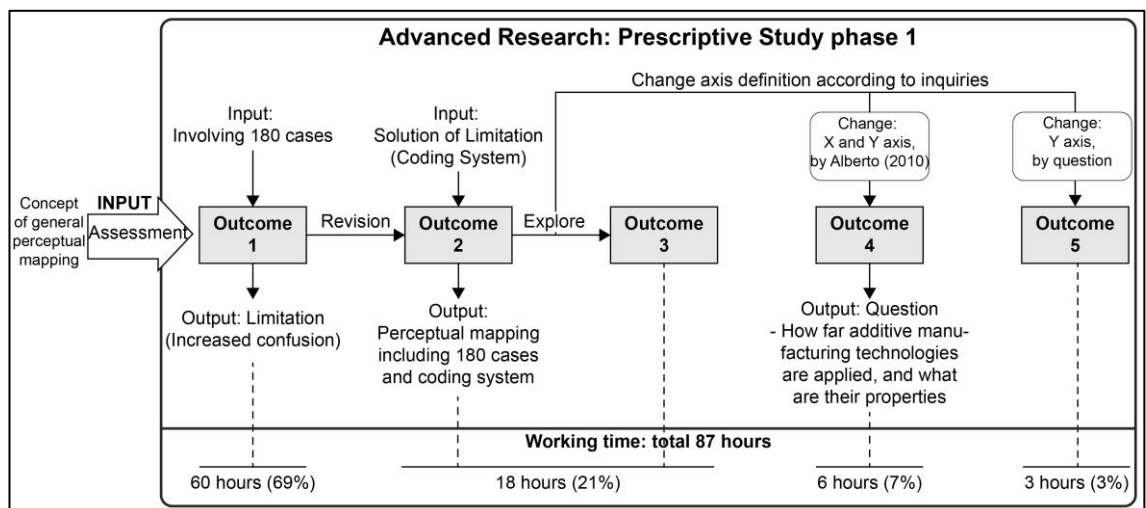 Advanced Research: Prescriptive Study phase 1
Change axis definition according to inquiries
Input:
Involving 180 cases
Input:
Solution of Limitation
(Coding System)
Change:
X and Y axis,
by Alberto (2010)
Change:
Y axis,
by question
Concept
of general
perceptual
mapping
INPUT
Assessment
Outcome
1
Revision
Outcome
2
Explore
Outcome
3
Outcome
4
Outcome
5
Output: Limitation
(Increased confusion)
Output:
Perceptual mapping
including 180 cases
and coding system
Output: Question
- How far additive manu-
facturing technologies
are applied, and what
are their properties
Working time: total 87 hours
60 hours (69%)
18 hours (21%)
6 hours (7%)
3 hours (3%)